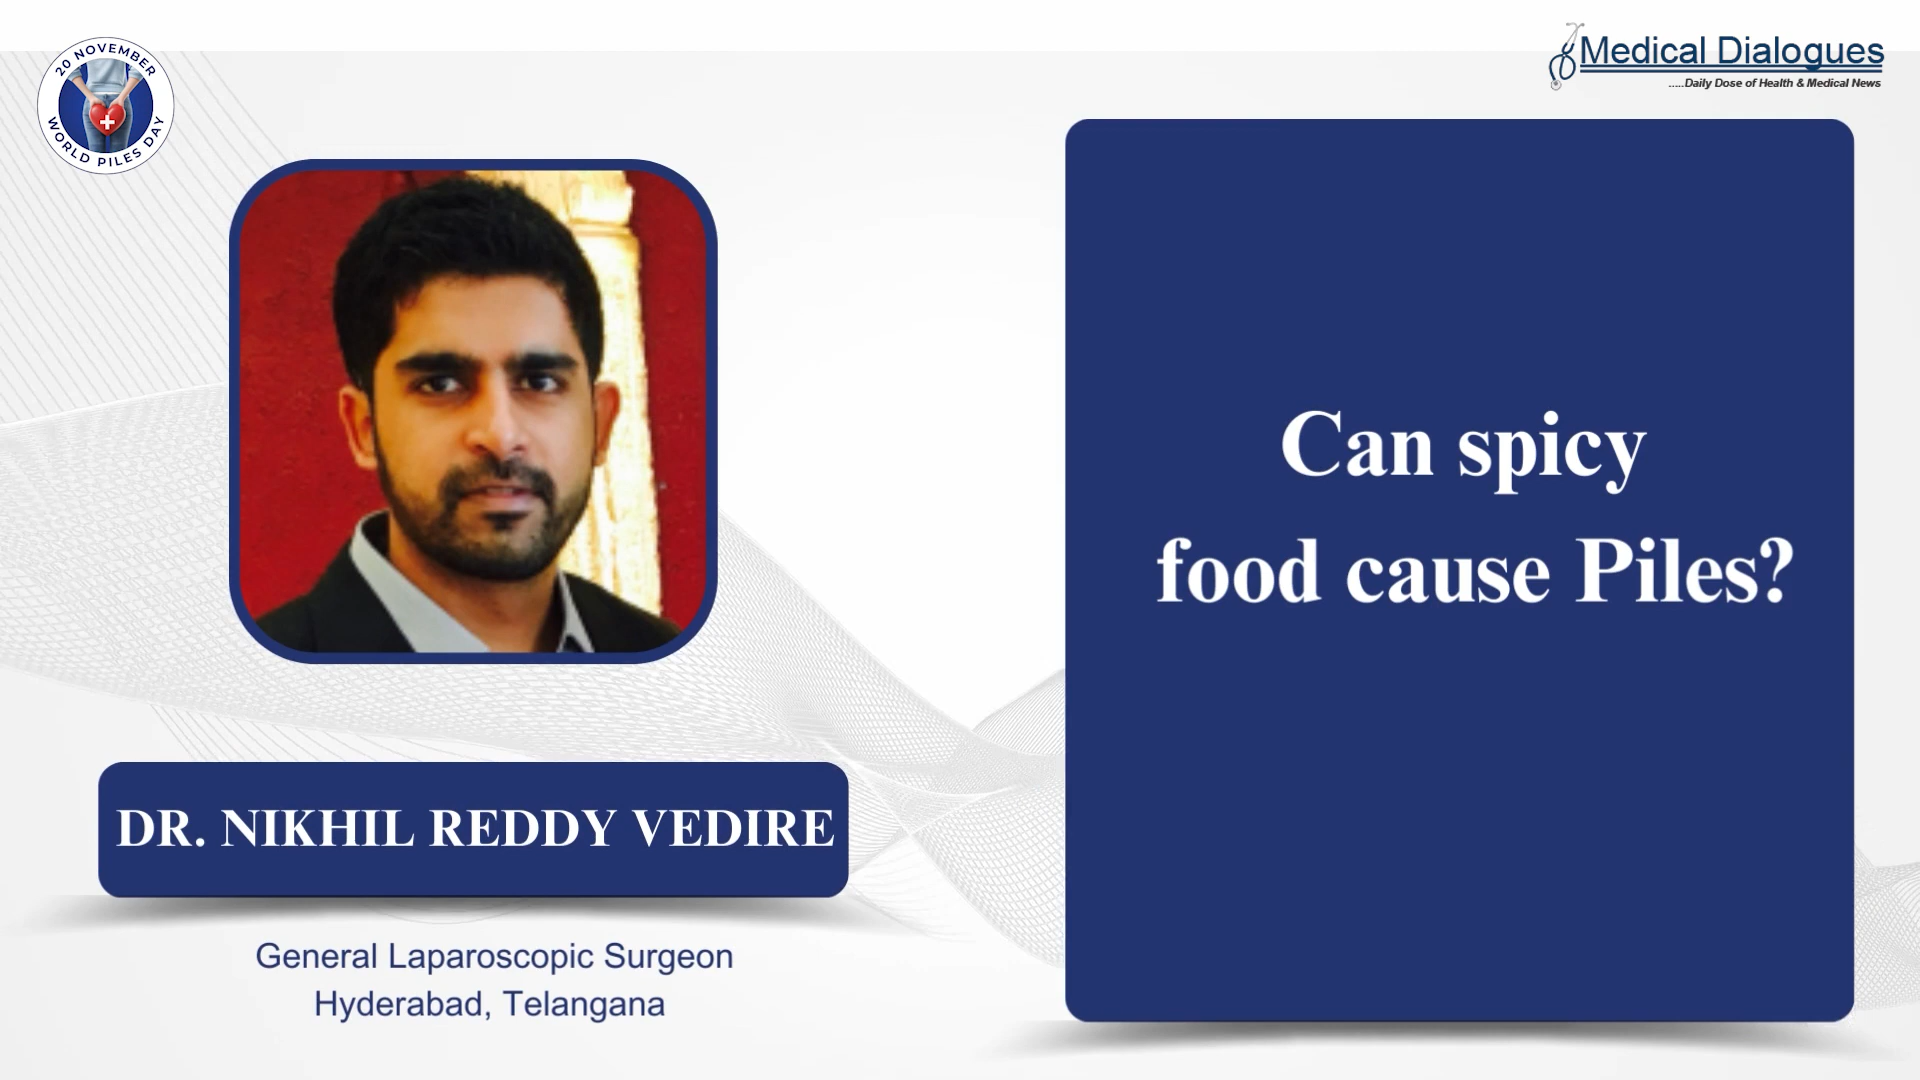 20 NOVEMBER
WORLD PILES DAY
Medical Dialogues
.....Daily Dose of Health & Medical News
Can spicy
food cause Piles?
DR. NIKHIL REDDY VEDIRE
General Laparoscopic Surgeon
Hyderabad, Telangana